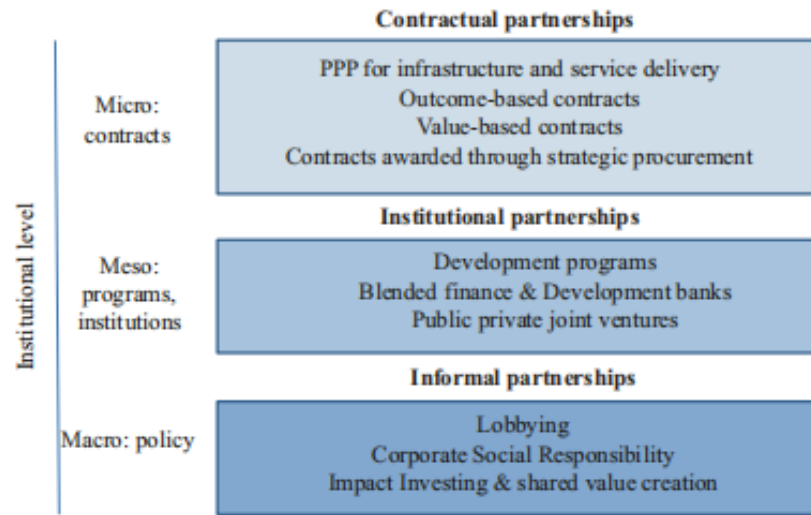 Contractual partnerships
Institutional level
Micro:
contracts
PPP for infrastructure and service delivery
Outcome-based contracts
Value-based contracts
Contracts awarded through strategic procurement
Institutional partnerships
Meso:
programs,
institutions
Development programs
Blended finance & Development banks
Public private joint ventures
Informal partnerships
Macro: policy
Lobbying
Corporate Social Responsibility
Impact Investing & shared value creation